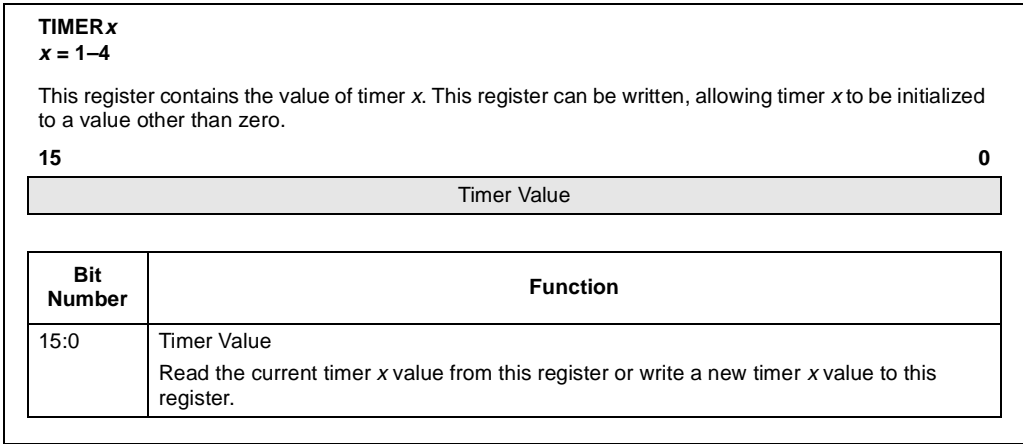 TIMERx
x = 1–4
This register contains the value of timer x. This register can be written, allowing timer x to be initialized
to a value other than zero.
15 0
Timer Value
Bit
Number
Function
15:0 Timer Value
Read the current timer x value from this register or write a new timer x value to this
register.